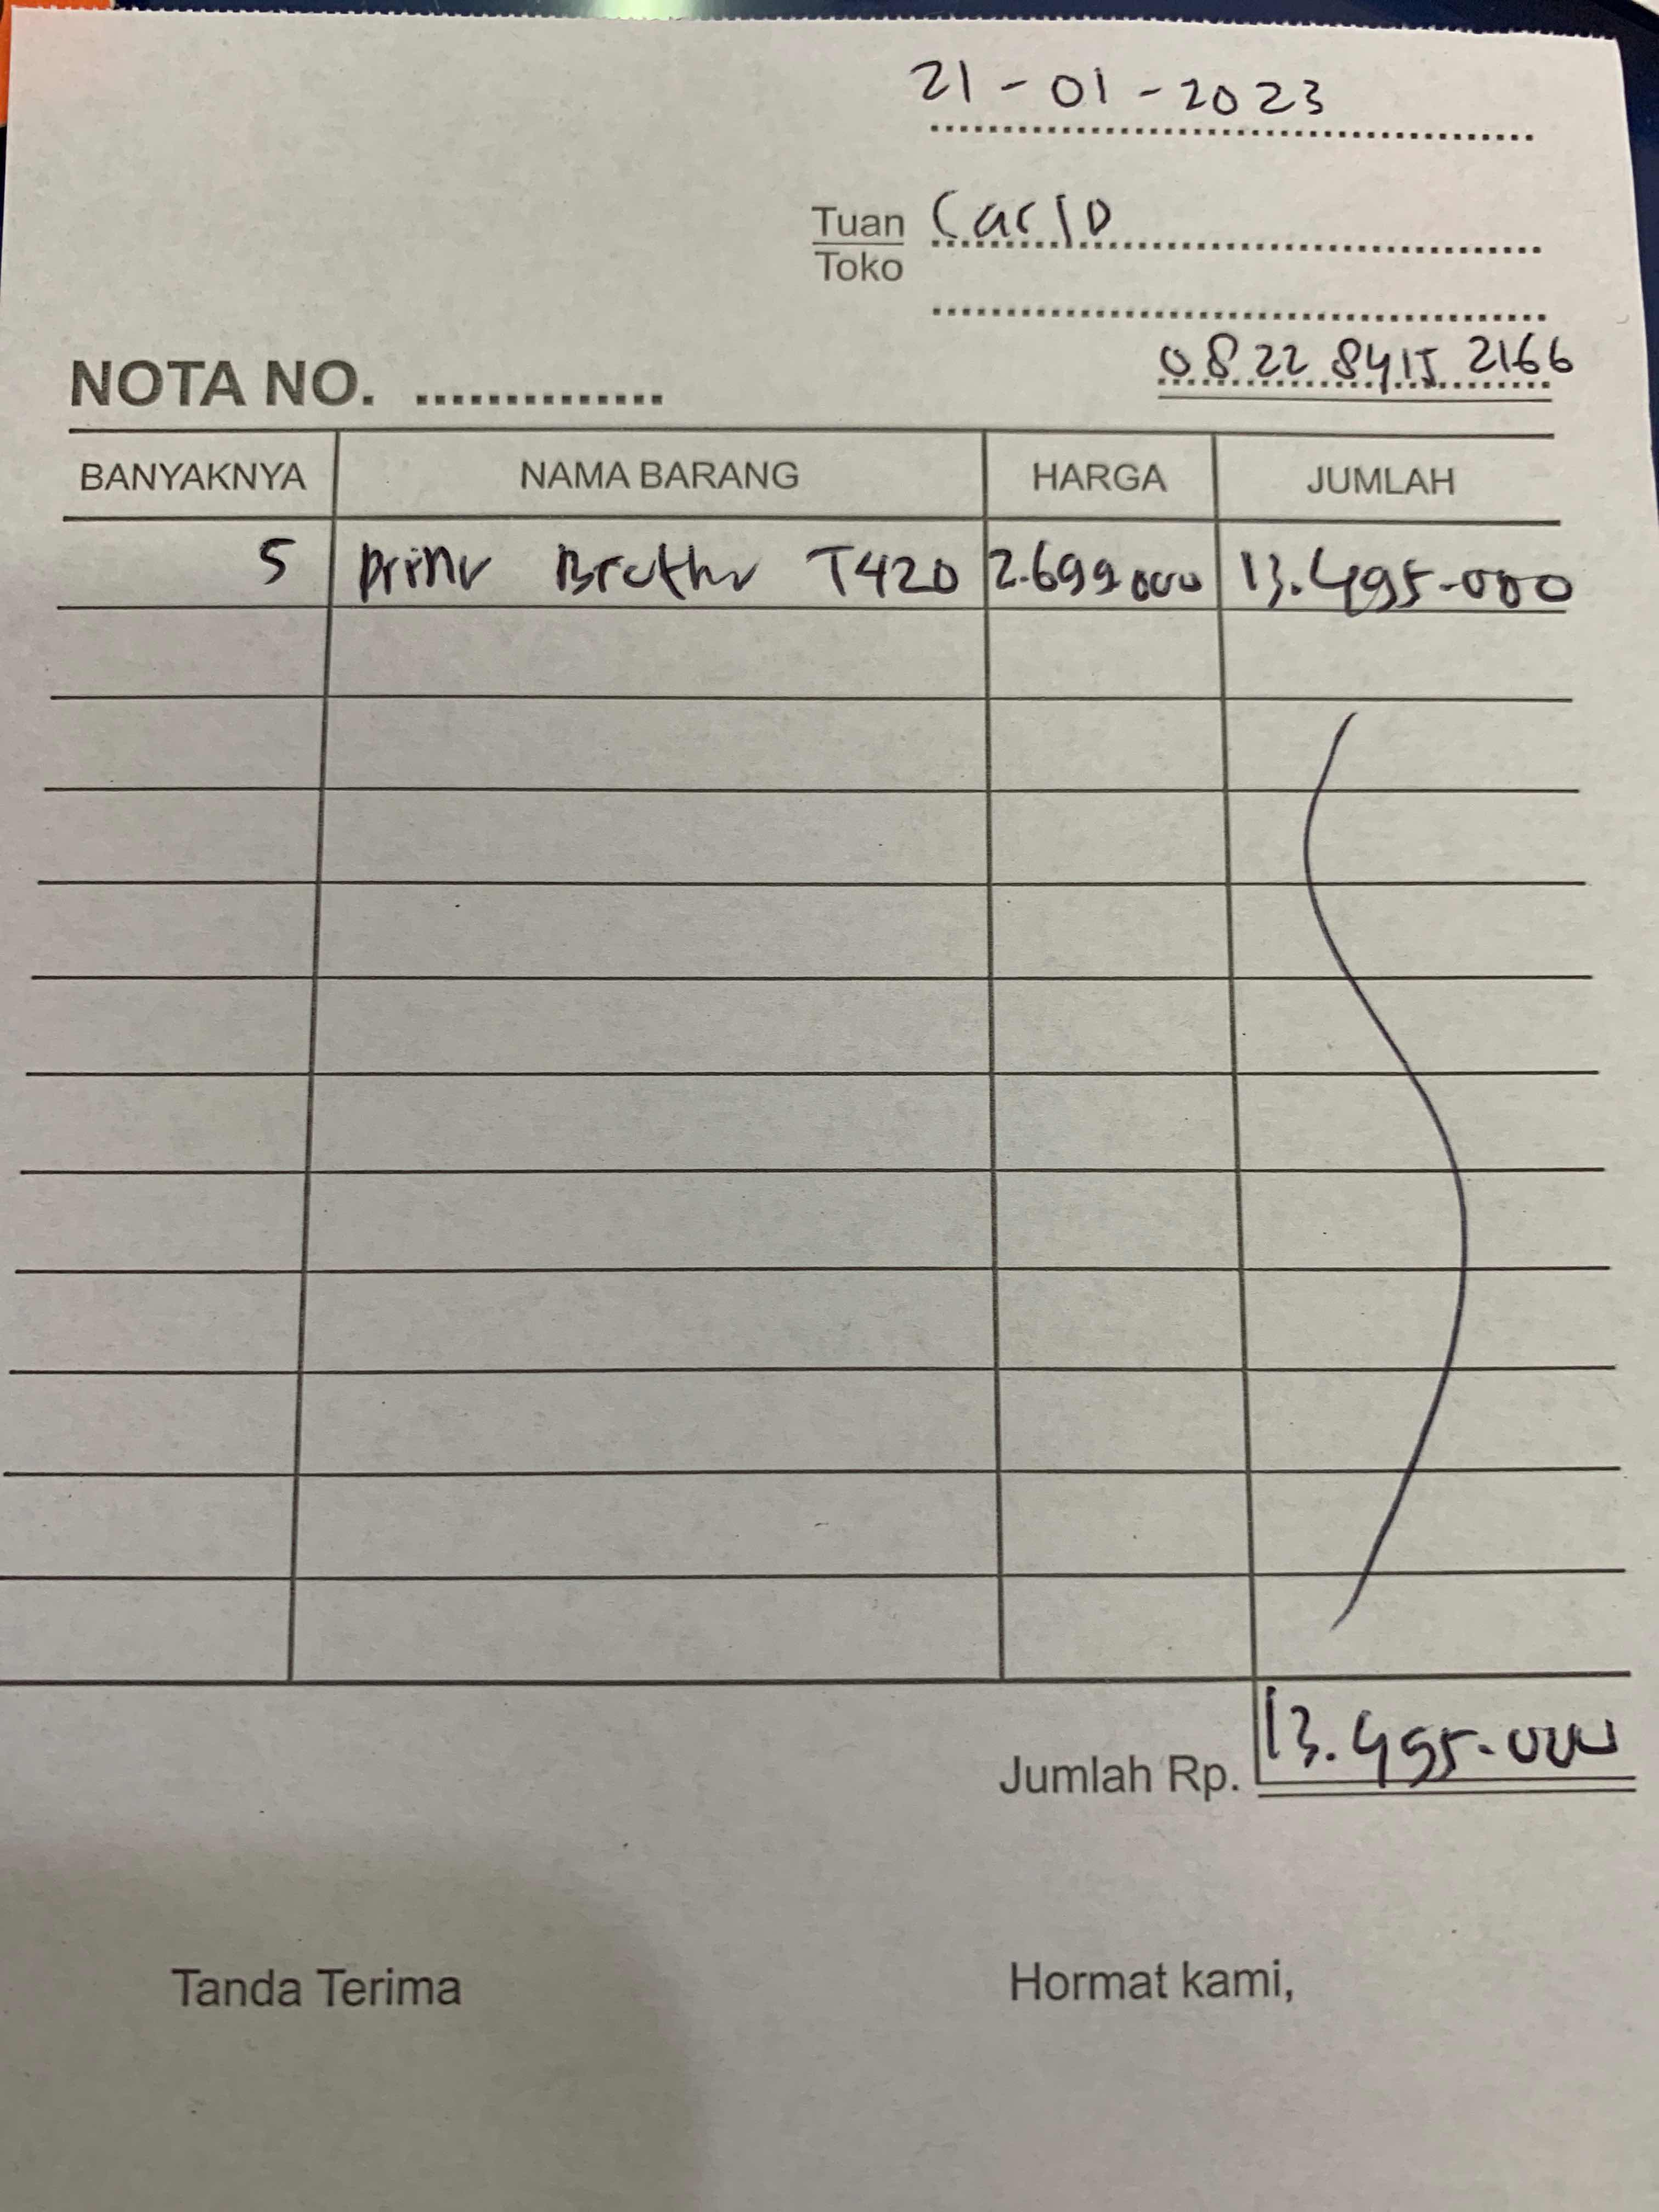 21 - 01 - 2023
Tuan Carlo
Toko
0822 8415 2166
NOTA NO. ..............
BANYAKNYA NAMA BARANG HARGA JUMLAH
5 Printr Brother T420 2.699.000 13.495.000
Jumlah Rp. 13.495.000
Tanda Terima Hormat kami,